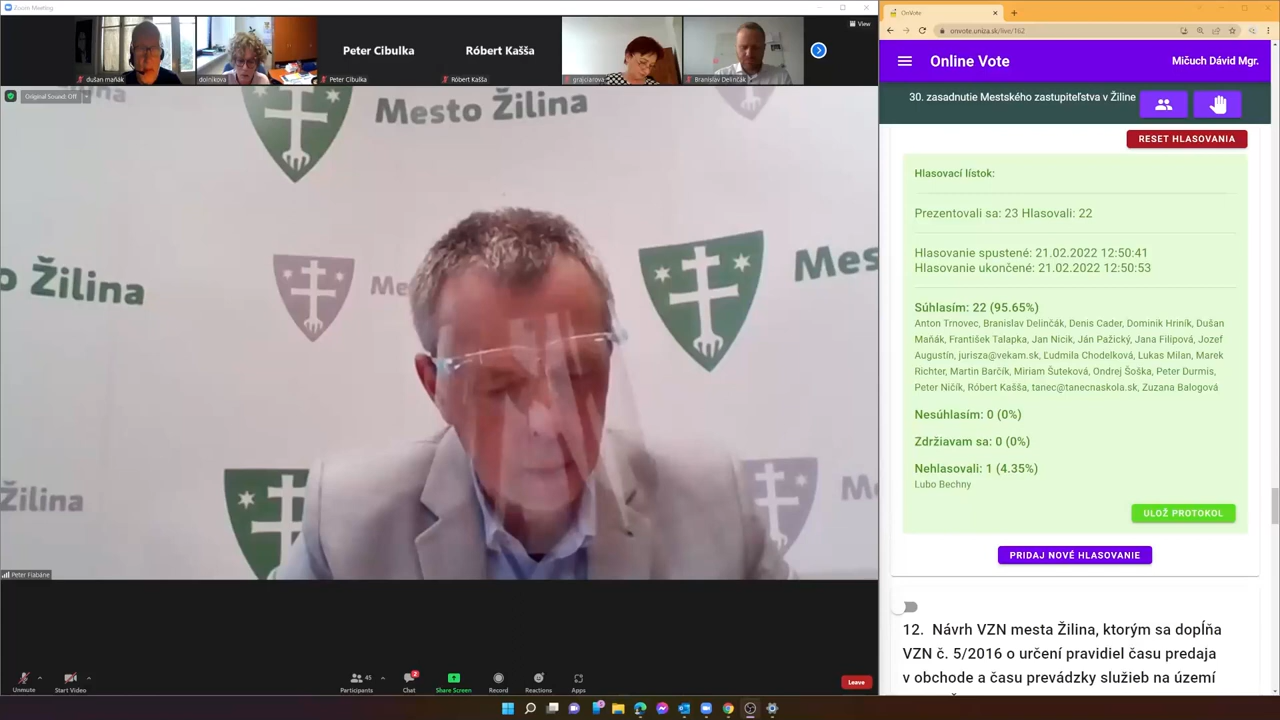 Zoom Meeting
View
dušan maňák
dolnikova
Peter Cibulka
Peter Cibulka
Róbert Kašša
Róbert Kašša
grajciarova
Branislav Delinčák
Original Sound: Off
Mesto Žilina
o Žilina
Me
Mes
Žilina
M
Peter Fiabáne
Unmute
Start Video
45
Participants
2
Chat
Share Screen
Record
Reactions
Apps
Leave
OnVote
onvote.uniza.sk/live/162
Online Vote
Mičuch Dávid Mgr.
30. zasadnutie Mestského zastupiteľstva v Žiline
RESET HLASOVANIA
Hlasovací lístok:
Prezentovali sa: 23 Hlasovali: 22
Hlasovanie spustené: 21.02.2022 12:50:41
Hlasovanie ukončené: 21.02.2022 12:50:53
Súhlasím: 22 (95.65%)
Anton Trnovec, Branislav Delinčák, Denis Cader, Dominik Hriník, Dušan
Maňák, František Talapka, Jan Nicik, Ján Pažický, Jana Filípová, Jozef
Augustín, jurisza@vekam.sk, Ľudmila Chodelková, Lukas Milan, Marek
Richter, Martin Barčík, Miriam Šuteková, Ondrej Šoška, Peter Durmis,
Peter Ničík, Róbert Kašša, tanec@tanecnaskola.sk, Zuzana Balogová
Nesúhlasím: 0 (0%)
Zdržiavam sa: 0 (0%)
Nehlasovali: 1 (4.35%)
Lubo Bechny
ULOŽ PROTOKOL
PRIDAJ NOVÉ HLASOVANIE
12. Návrh VZN mesta Žilina, ktorým sa dopĺňa
VZN č. 5/2016 o určení pravidiel času predaja
v obchode a času prevádzky služieb na území